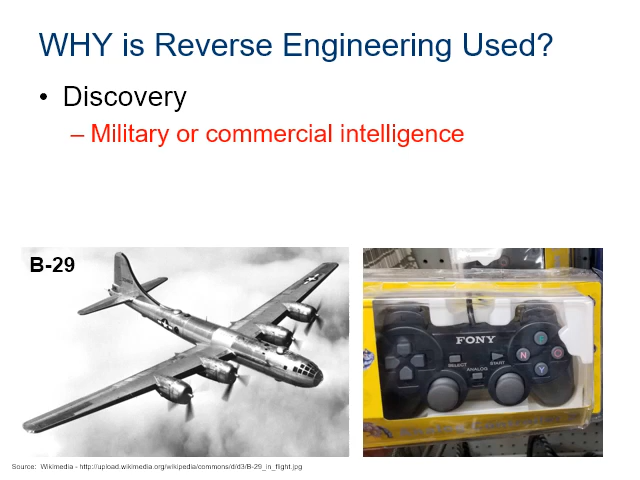 WHY is Reverse Engineering Used?
• Discovery
– Military or commercial intelligence
B-29
FONY
SELECT
START
ANALOG
N
Y
Source: Wikimedia - http://upload.wikimedia.org/wikipedia/commons/d/d3/B-29_in_flight.jpg